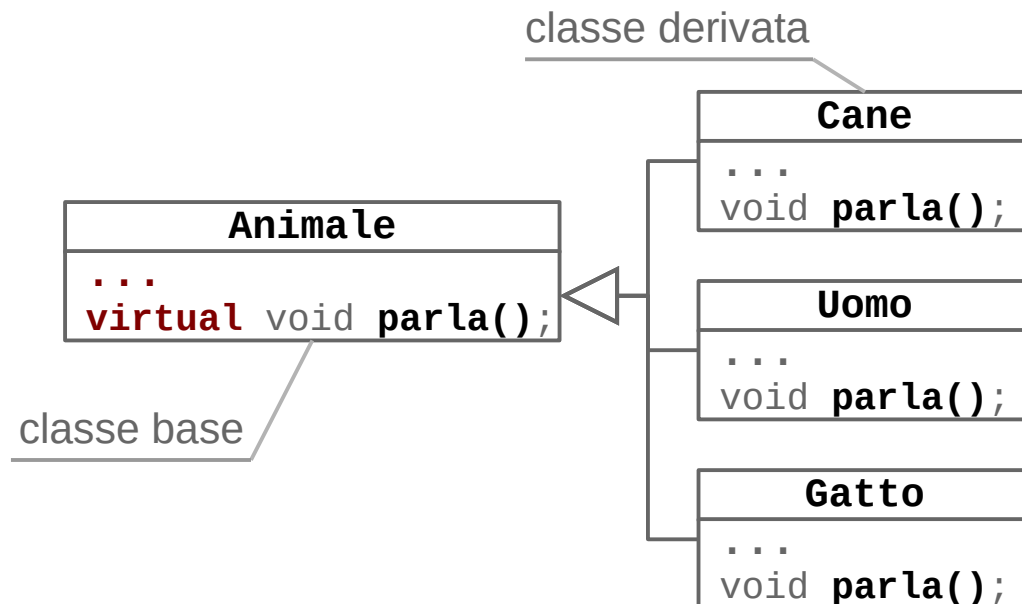 classe derivata
Cane
...
void parla();
Animale
...
virtual void parla();
Uomo
...
void parla();
classe base
Gatto
...
void parla();